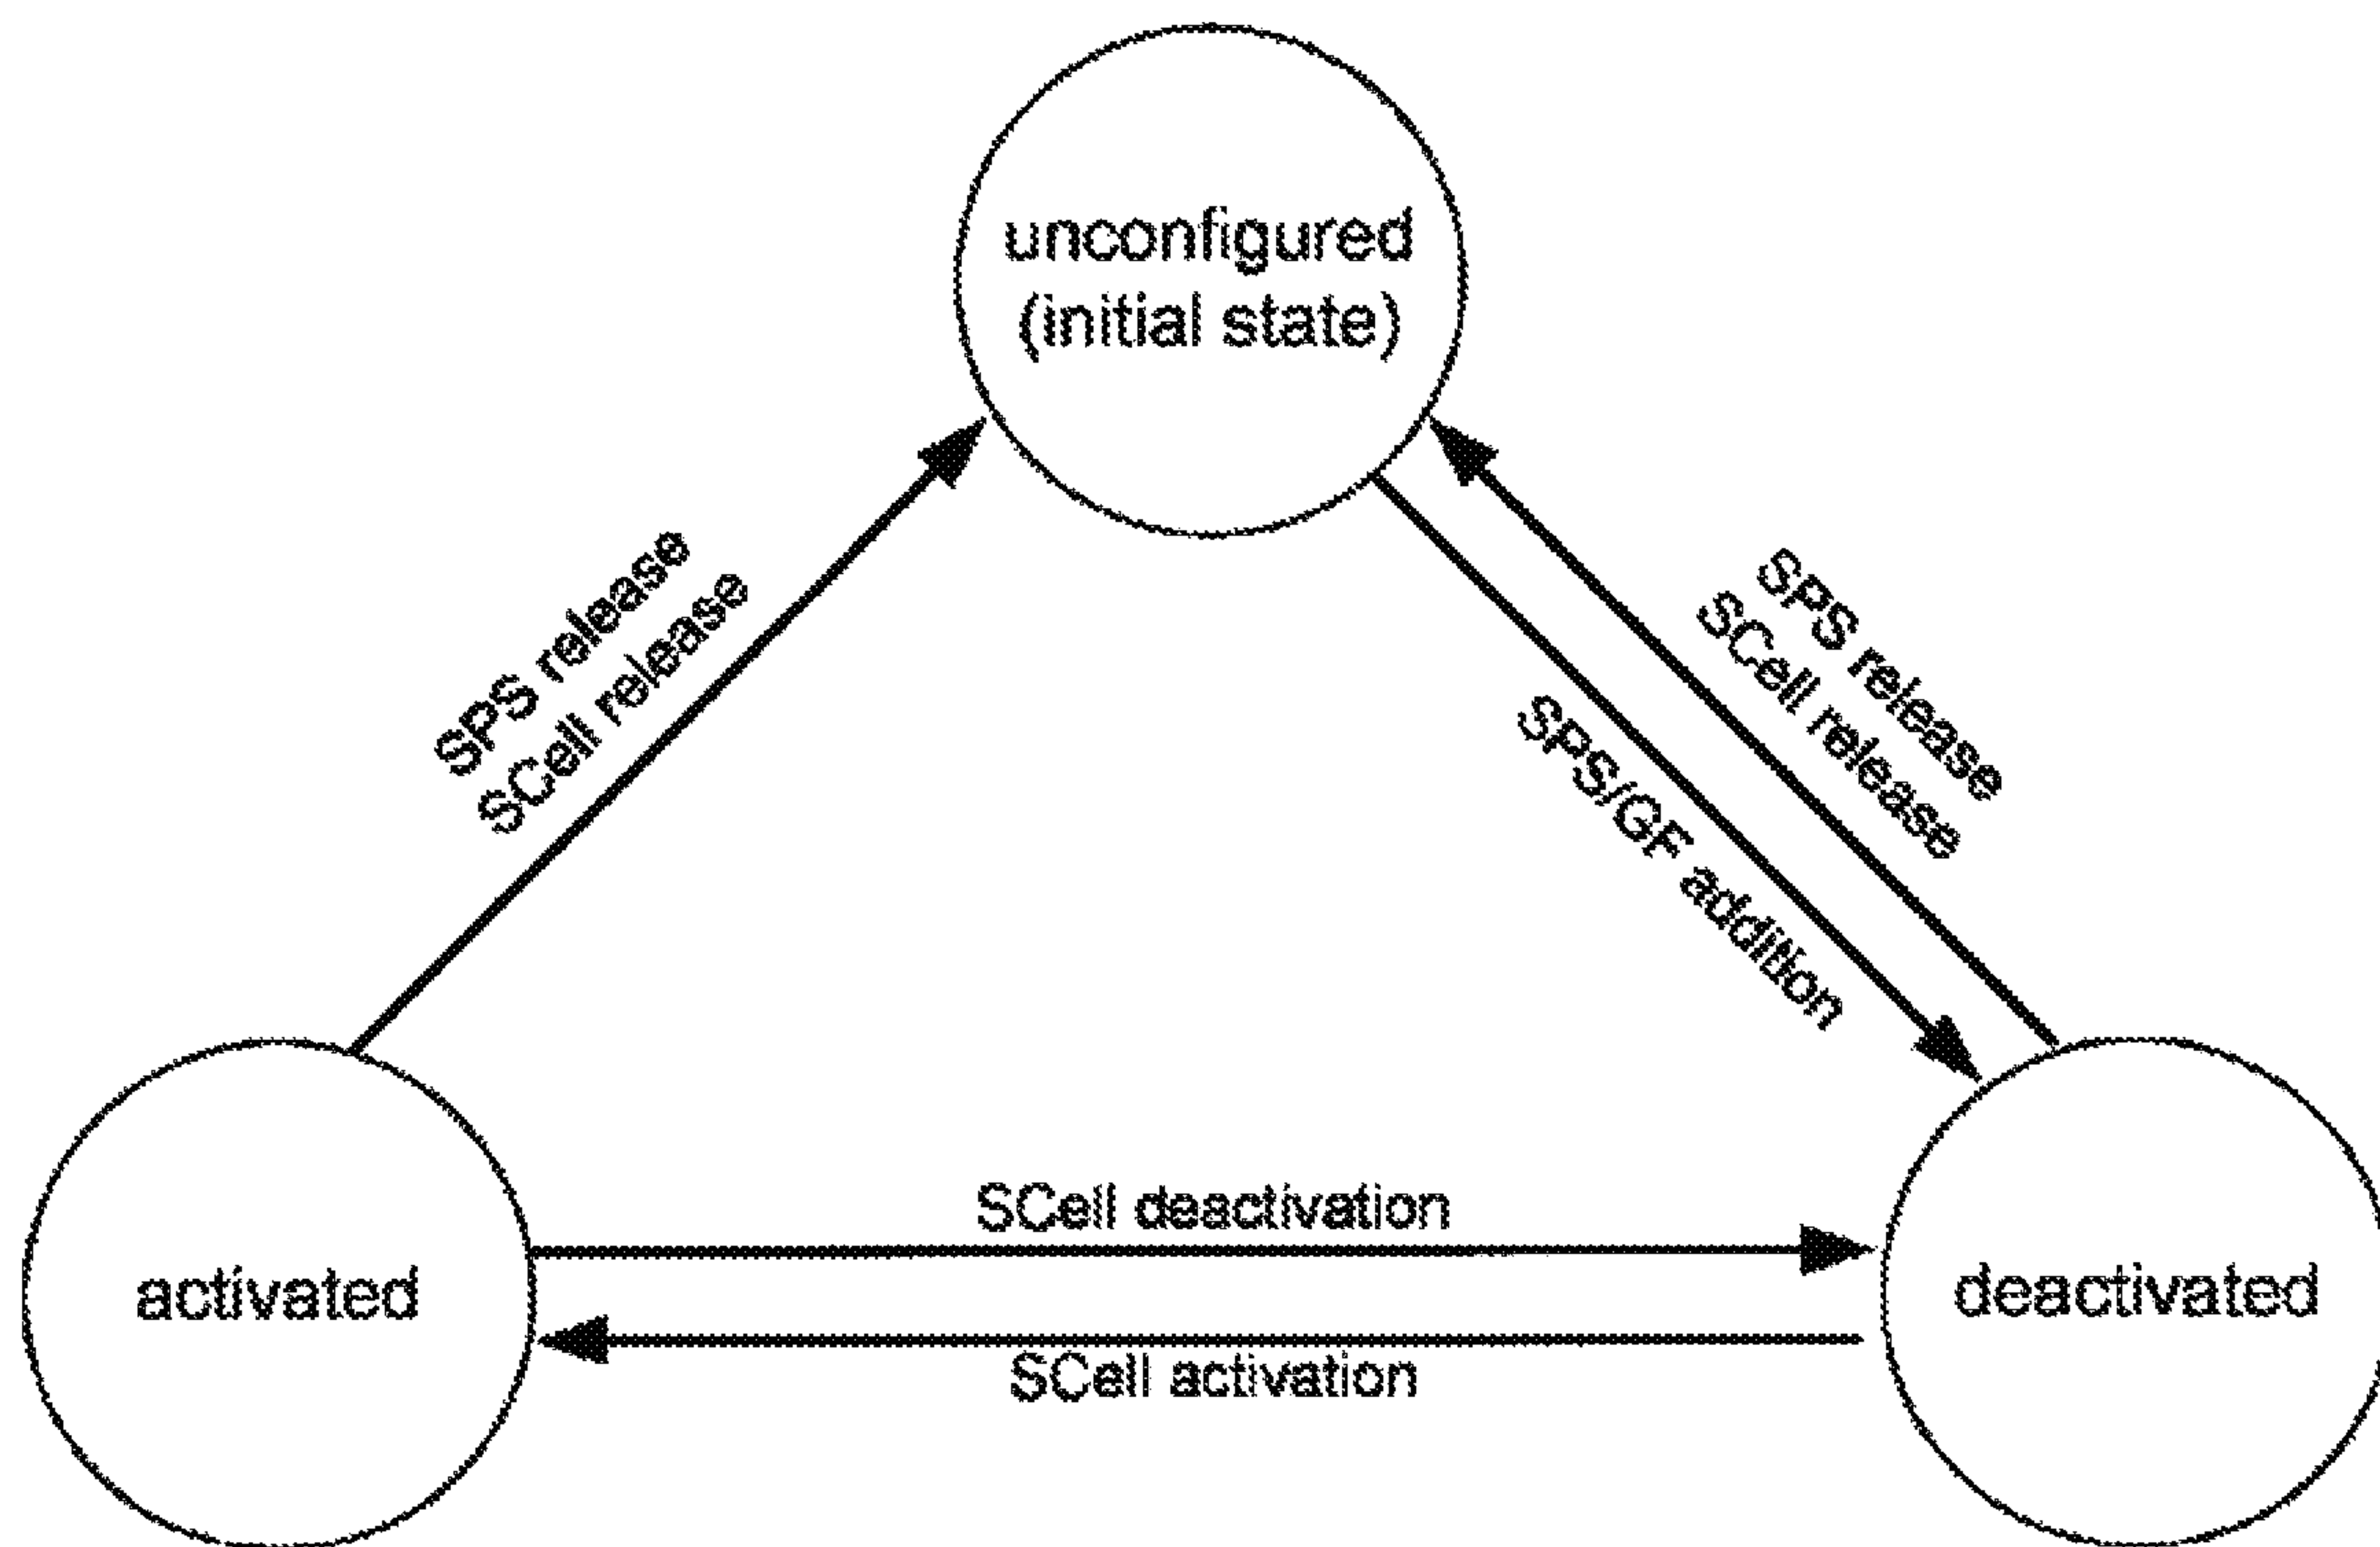 unconfigured
(initial state)
SPS release
SCell release
SPS release
SCell release
SPS/GF addition
SCell deactivation
activated
deactivated
SCell activation